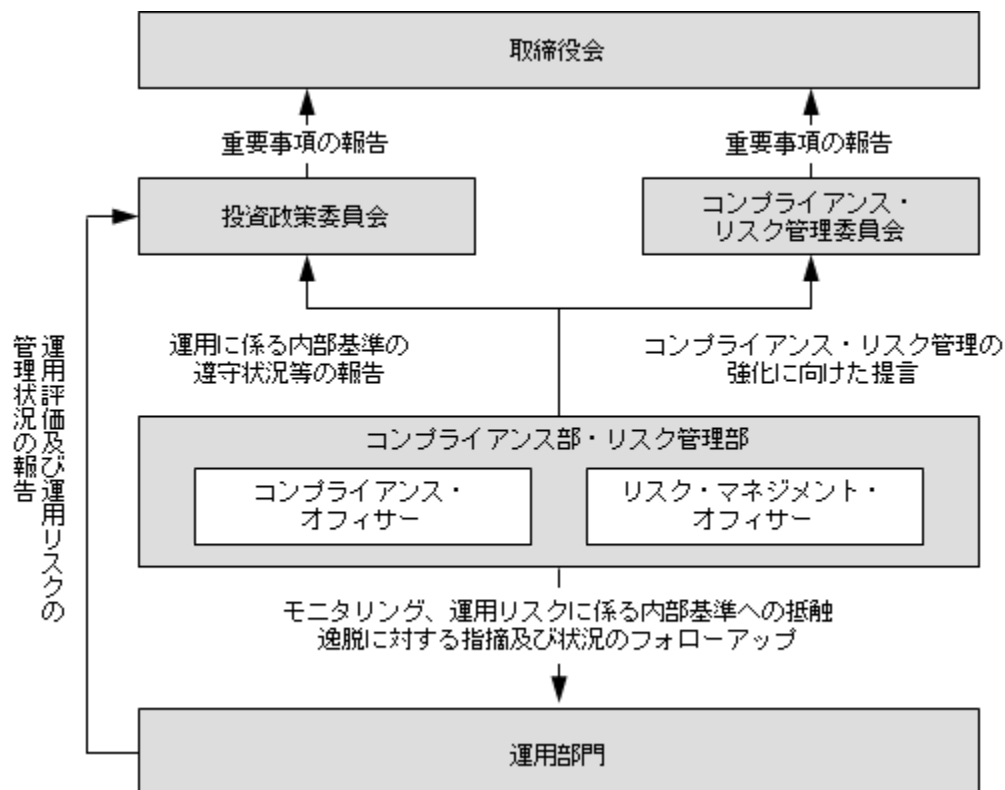 取締役会
重要事項の報告
重要事項の報告
投資政策委員会
コンプライアンス・
リスク管理委員会
運用に係る内部基準の
遵守状況等の報告
コンプライアンス・リスク管理の
強化に向けた提言
運用評価及び運用リスクの
管理状況の報告
コンプライアンス部・リスク管理部
コンプライアンス・
オフィサー
リスク・マネジメント・
オフィサー
モニタリング、運用リスクに係る内部基準への抵触
逸脱に対する指摘及び状況のフォローアップ
運用部門